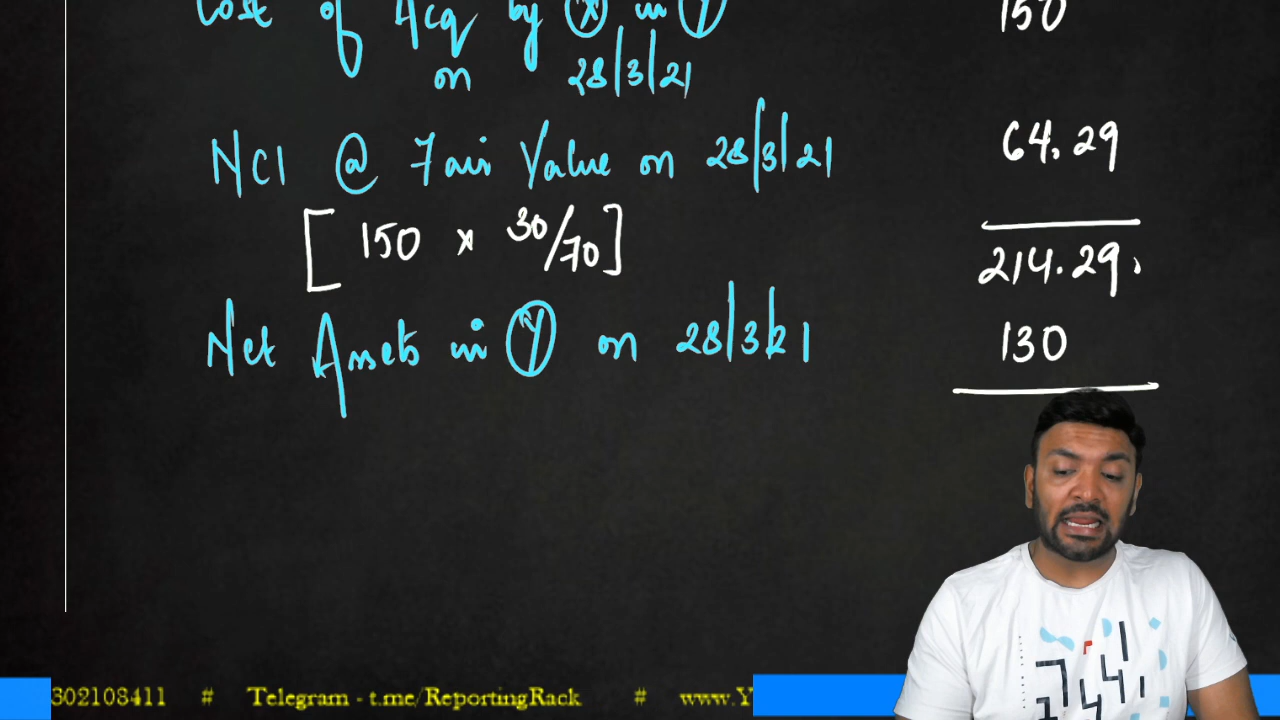 Cost of Acq by X in Y 150
on 28/3/21
NCI @ Fair Value on 28/3/21 64.29
[ 150 x 30/70 ]
214.29
Net Assets in Y on 28/3/21 130
302108411 # Telegram - t.me/ReportingRack # www.Y